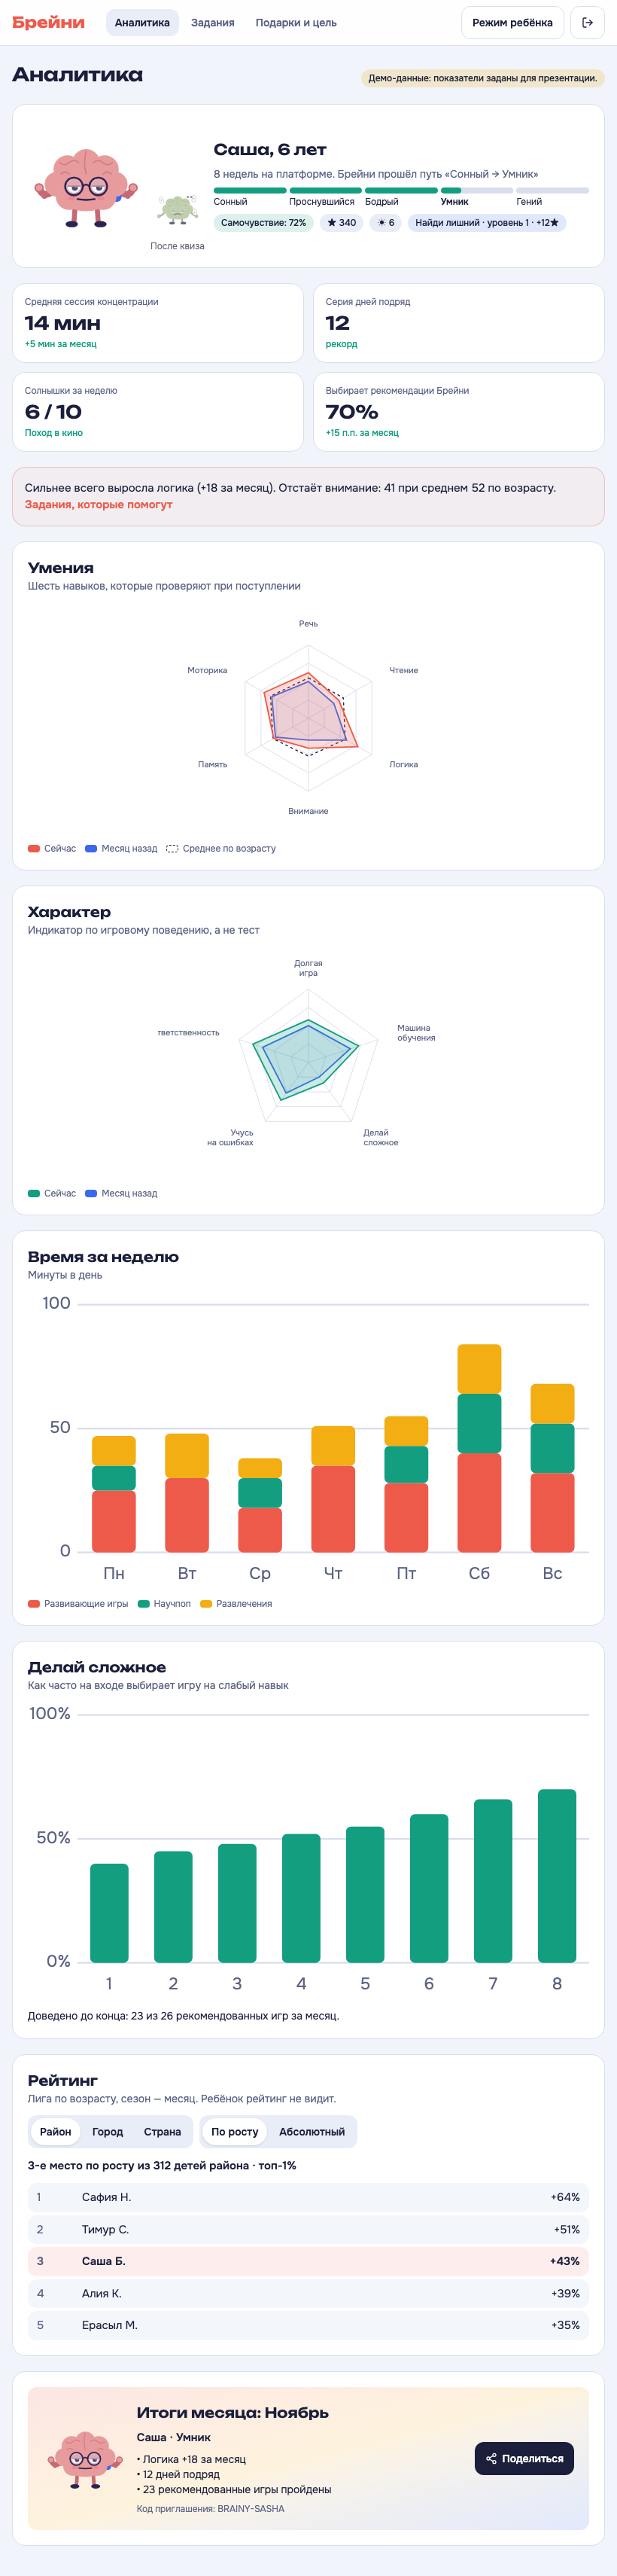 Брейни
Аналитика
Задания
Подарки и цель
Режим ребёнка
Аналитика
Демо-данные: показатели заданы для презентации.
Саша, 6 лет
8 недель на платформе. Брейни прошёл путь «Сонный → Умник»
Сонный
Проснувшийся
Бодрый
Умник
Гений
Самочувствие: 72%
★ 340
☀ 6
Найди лишний · уровень 1 · +12★
После квиза
Средняя сессия концентрации
14 мин
+5 мин за месяц
Серия дней подряд
12
рекорд
Солнышки за неделю
6 / 10
Поход в кино
Выбирает рекомендации Брейни
70%
+15 п.п. за месяц
Сильнее всего выросла логика (+18 за месяц). Отстаёт внимание: 41 при среднем 52 по возрасту.
Задания, которые помогут
Умения
Шесть навыков, которые проверяют при поступлении
Речь
Моторика
Чтение
Память
Логика
Внимание
Сейчас
Месяц назад
Среднее по возрасту
Характер
Индикатор по игровому поведению, а не тест
Долгая
игра
тветственность
Машина
обучения
Учусь
на ошибках
Делай
сложное
Сейчас
Месяц назад
Время за неделю
Минуты в день
100
50
0
Пн Вт Ср Чт Пт Сб Вс
Развивающие игры
Научпоп
Развлечения
Делай сложное
Как часто на входе выбирает игру на слабый навык
100%
50%
0%
1 2 3 4 5 6 7 8
Доведено до конца: 23 из 26 рекомендованных игр за месяц.
Рейтинг
Лига по возрасту, сезон — месяц. Ребёнок рейтинг не видит.
Район
Город
Страна
По росту
Абсолютный
3-е место по росту из 312 детей района · топ-1%
1 Сафия Н. +64%
2 Тимур С. +51%
3 Саша Б. +43%
4 Алия К. +39%
5 Ерасыл М. +35%
Итоги месяца: Ноябрь
Саша · Умник
• Логика +18 за месяц
• 12 дней подряд
• 23 рекомендованные игры пройдены
Код приглашения: BRAINY-SASHA
Поделиться